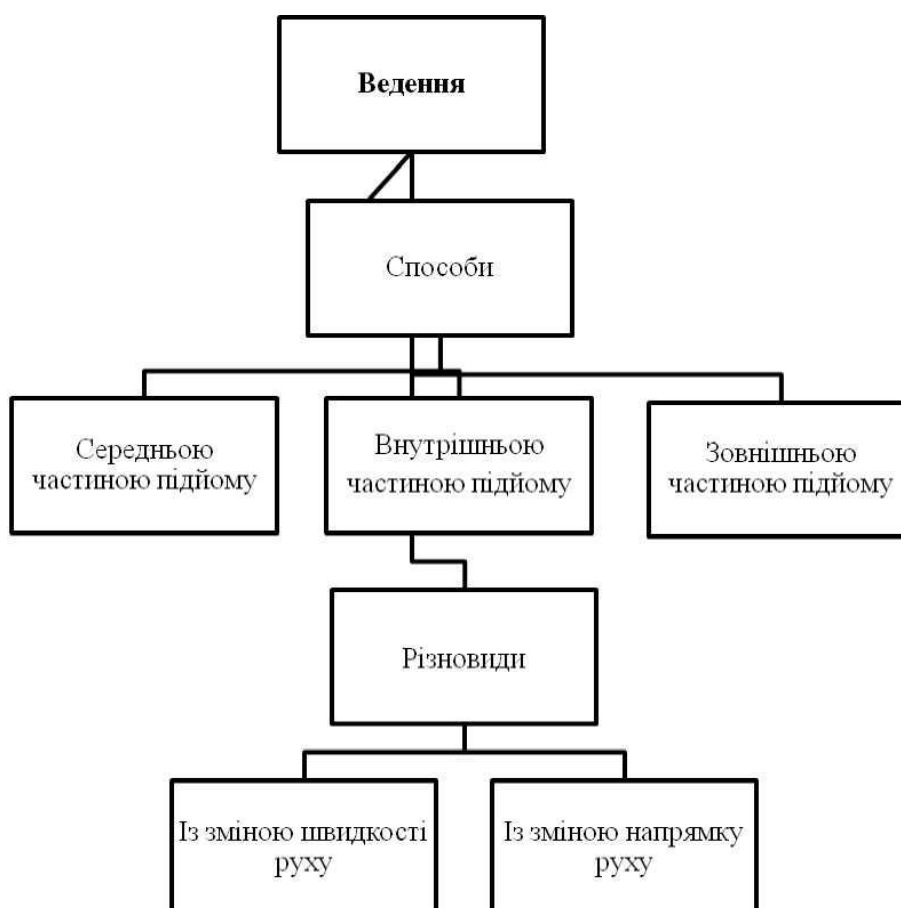 Ведення
Способи
Середньою
частиною підйому
Внутрішньою
частиною підйому
Зовнішньою
частиною підйому
Різновиди
Із зміною швидкості
руху
Із зміною напрямку
руху